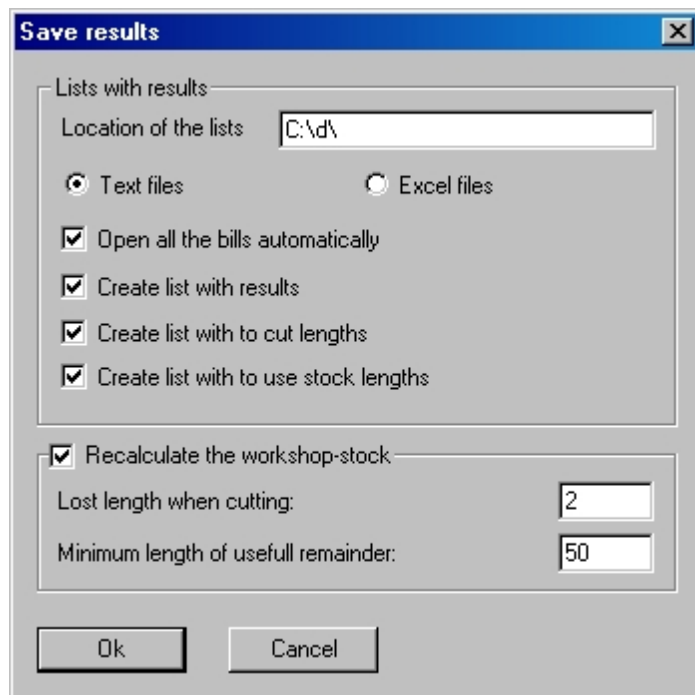 Save results
Lists with results
Location of the lists C:\d\
Text files Excel files
Open all the bills automatically
Create list with results
Create list with to cut lengths
Create list with to use stock lengths
Recalculate the workshop-stock
Lost length when cutting: 2
Minimum length of usefull remainder: 50
Ok Cancel